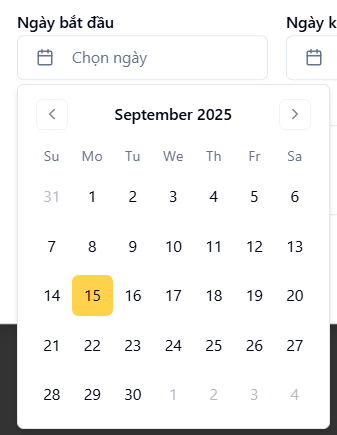 Ngày bắt đầu Ngày k
Chọn ngày
September 2025
Su Mo Tu We Th Fr Sa
31 1 2 3 4 5 6
7 8 9 10 11 12 13
14 15 16 17 18 19 20
21 22 23 24 25 26 27
28 29 30 1 2 3 4